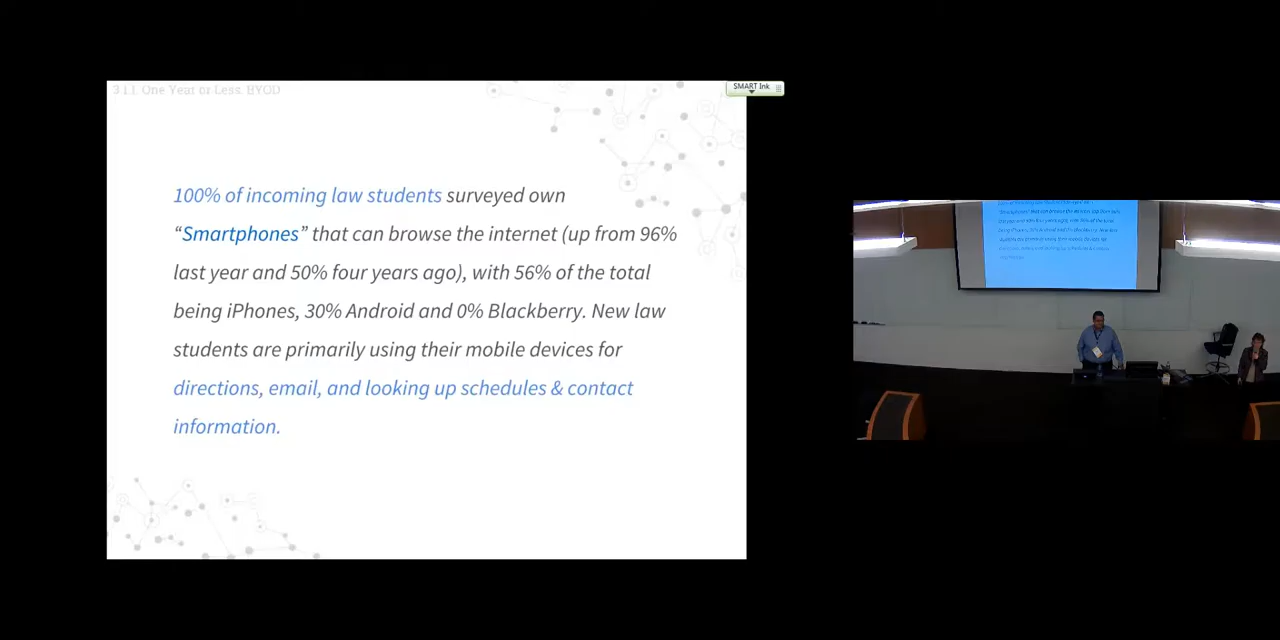 3.1.1. One Year or Less. BYOD
SMART Ink
100% of incoming law students surveyed own
“Smartphones” that can browse the internet (up from 96%
last year and 50% four years ago), with 56% of the total
being iPhones, 30% Android and 0% Blackberry. New law
students are primarily using their mobile devices for
directions, email, and looking up schedules & contact
information.